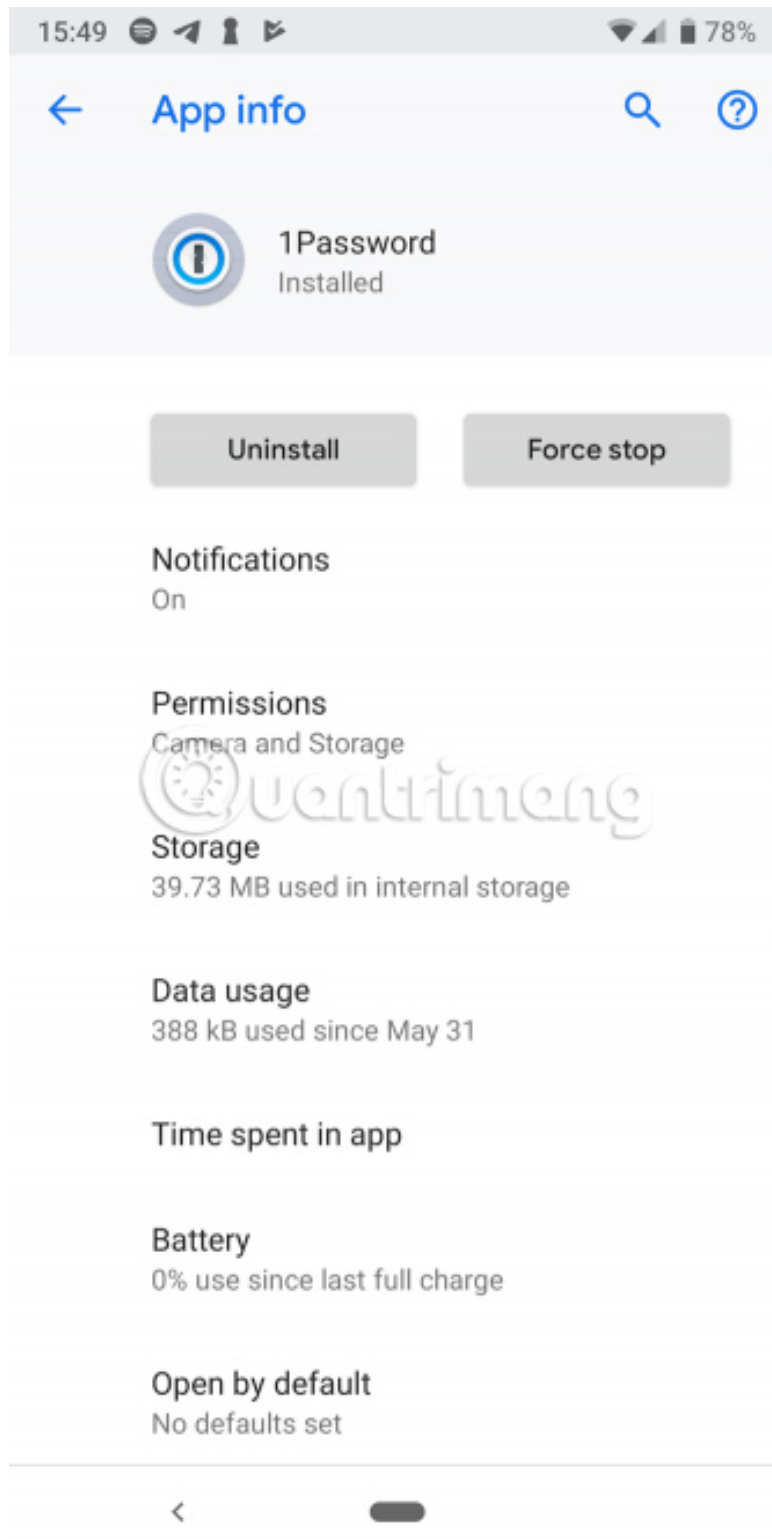 15:49 78%
App info
1Password
Installed
Uninstall Force stop
Notifications
On
Permissions
Camera and Storage
Quantrimang
Storage
39.73 MB used in internal storage
Data usage
388 kB used since May 31
Time spent in app
Battery
0% use since last full charge
Open by default
No defaults set